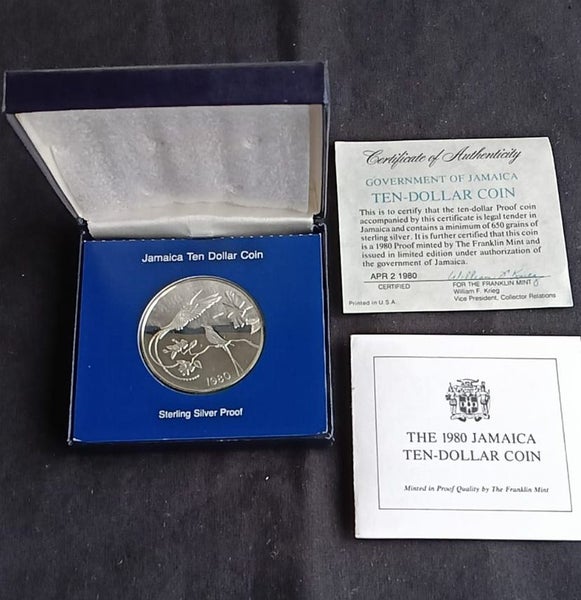 Jamaica Ten Dollar Coin
1980
Sterling Silver Proof
Certificate of Authenticity
GOVERNMENT OF JAMAICA
TEN-DOLLAR COIN
This is to certify that the ten-dollar Proof coin
accompanied by this certificate is legal tender in
Jamaica and contains a minimum of 650 grains of
sterling silver. It is further certified that this coin
is a 1980 Proof minted by The Franklin Mint and
issued in limited edition under authorization of
the government of Jamaica.
APR 2 1980
CERTIFIED
William F. Krieg
FOR THE FRANKLIN MINT
William F. Krieg
Vice President, Collector Relations
Printed in U.S.A.
THE 1980 JAMAICA
TEN-DOLLAR COIN
Minted in Proof Quality by The Franklin Mint